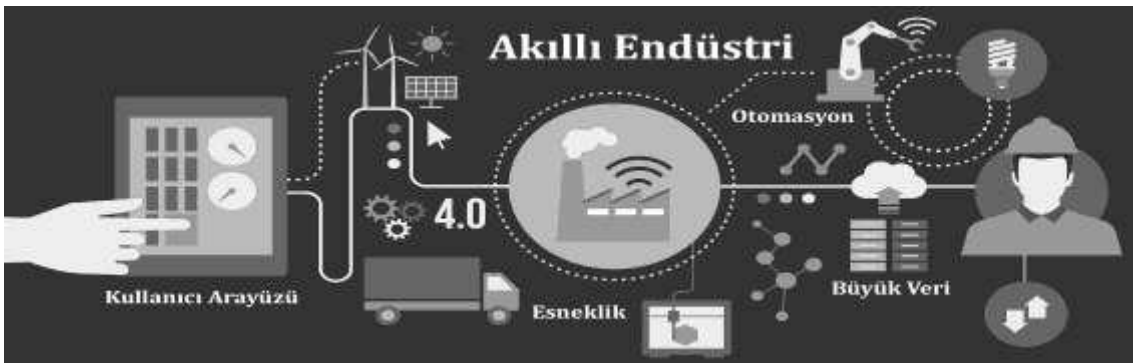 Akıllı Endüstri
Otomasyon
4.0
Kullanıcı Arayüzü
Esneklik
Büyük Veri